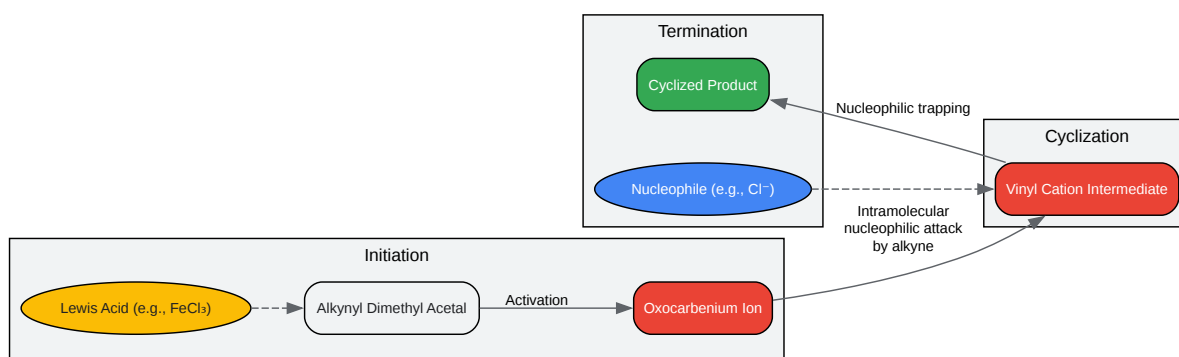 Termination
Cyclized Product
Nucleophilic trapping
Cyclization
Nucleophile (e.g., Cl⁻)
Vinyl Cation Intermediate
Intramolecular
nucleophilic attack
by alkyne
Initiation
Lewis Acid (e.g., FeCl₃)
Alkynyl Dimethyl Acetal
Activation
Oxocarbenium Ion